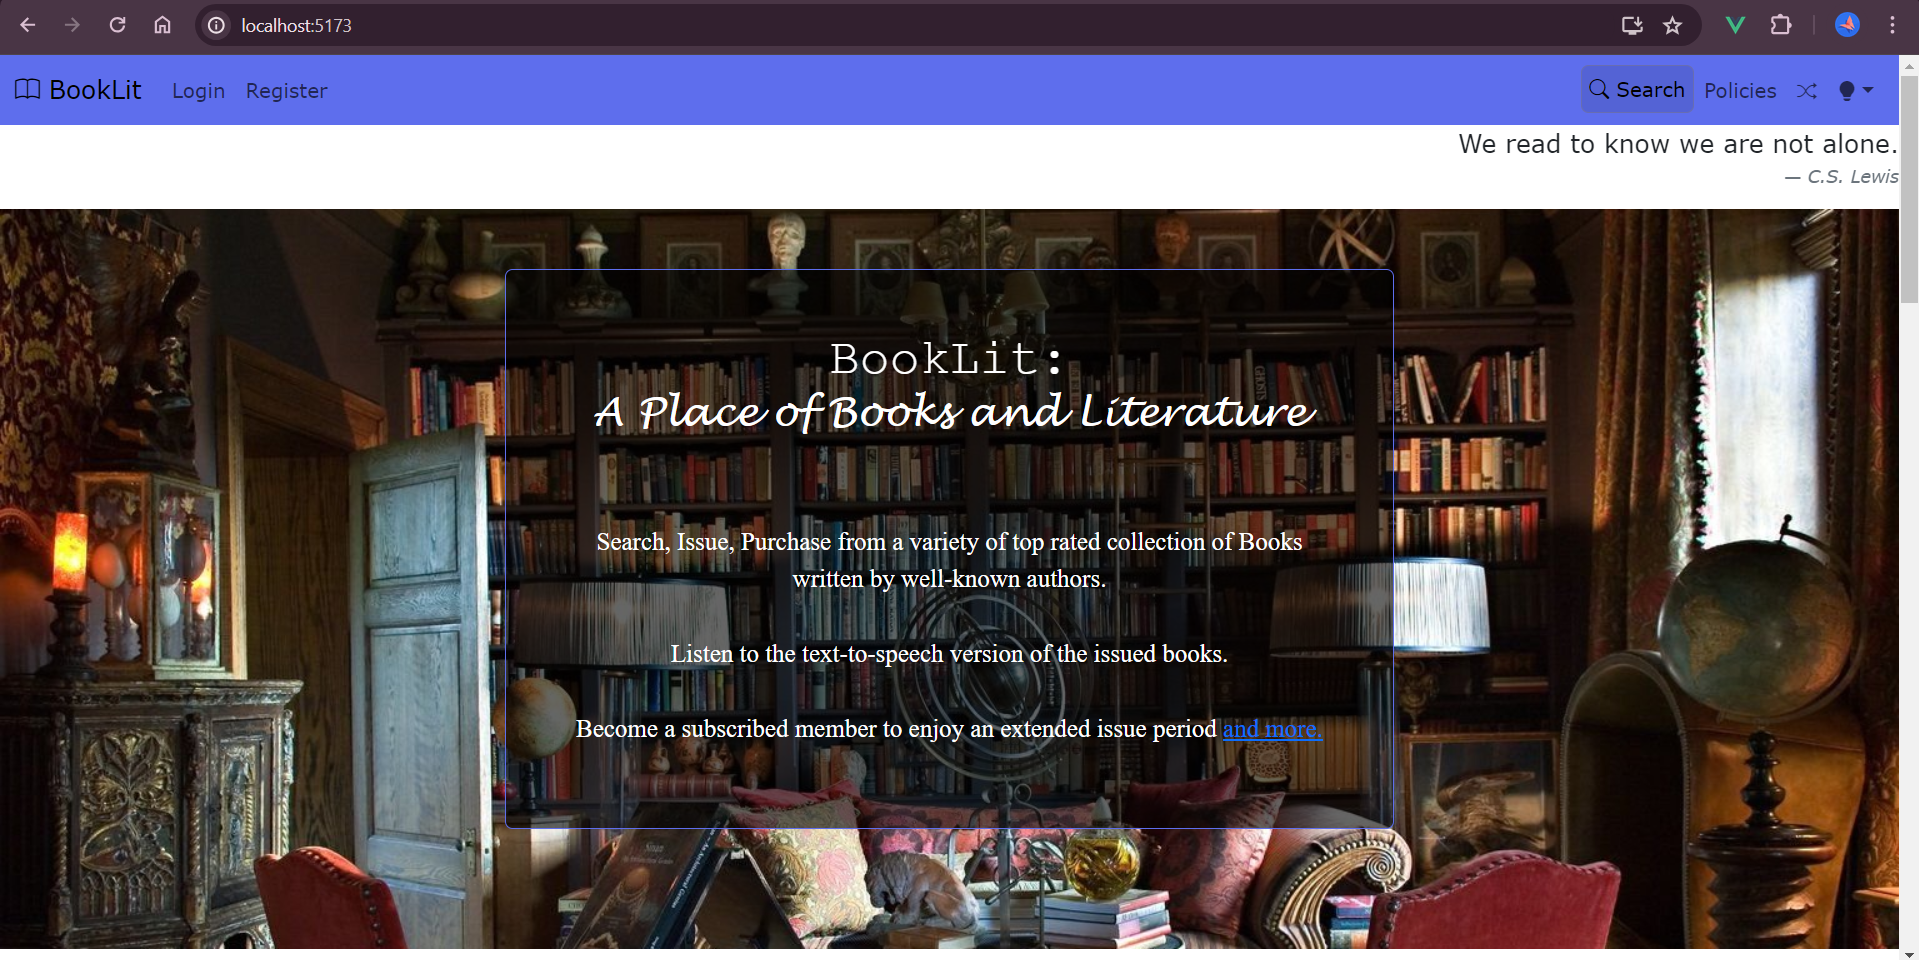 localhost:5173
BookLit Login Register Search Policies
We read to know we are not alone.
— C.S. Lewis
BookLit:
A Place of Books and Literature
Search, Issue, Purchase from a variety of top rated collection of Books
written by well-known authors.
Listen to the text-to-speech version of the issued books.
Become a subscribed member to enjoy an extended issue period and more.
Sinan